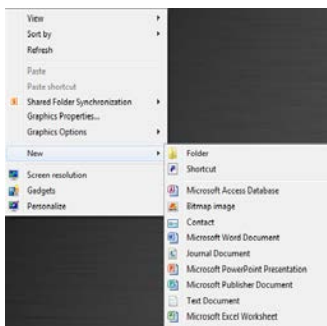 View
Sort by
Refresh
Paste
Paste shortcut
Shared Folder Synchronization
Graphics Properties...
Graphics Options
New
Screen resolution
Gadgets
Personalize
Folder
Shortcut
Microsoft Access Database
Bitmap image
Contact
Microsoft Word Document
Journal Document
Microsoft PowerPoint Presentation
Microsoft Publisher Document
Text Document
Microsoft Excel Worksheet